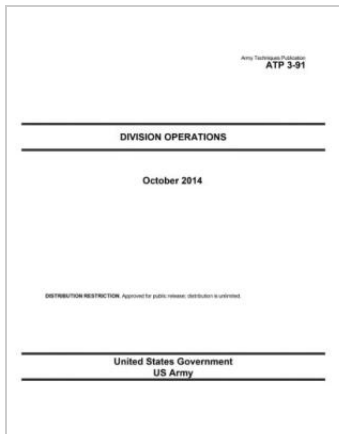 Army Techniques Publication
ATP 3-91
DIVISION OPERATIONS
October 2014
DISTRIBUTION RESTRICTION. Approved for public release; distribution is unlimited.
United States Government
US Army